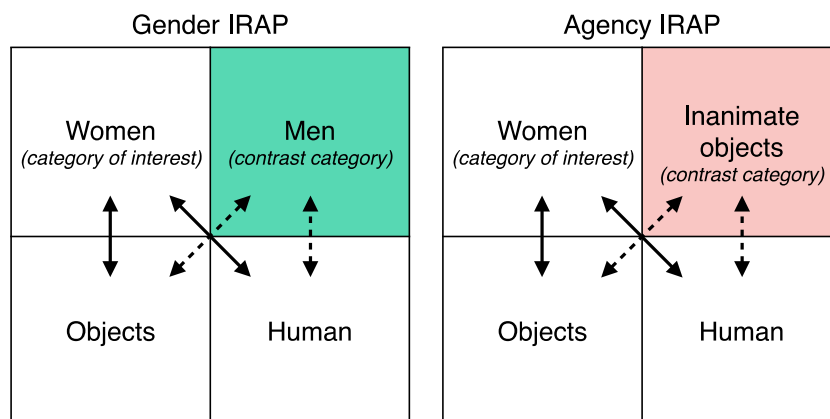 Gender IRAP
Women
(category of interest)
Men
(contrast category)
Objects
Human
Agency IRAP
Women
(category of interest)
Inanimate
objects
(contrast category)
Objects
Human